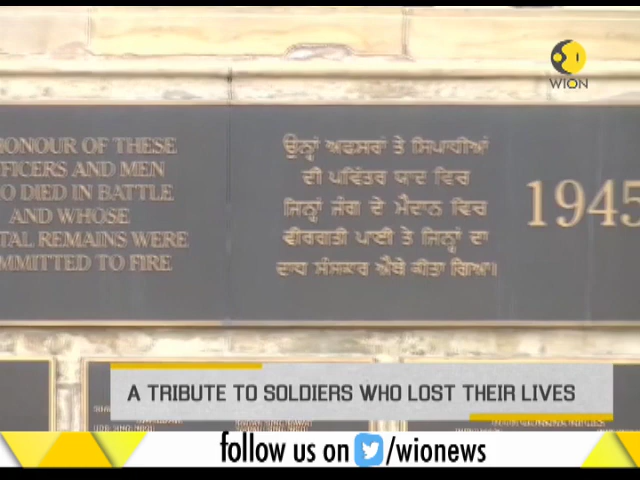 WION
HONOUR OF THESE
FFICERS AND MEN
O DIED IN BATTLE
AND WHOSE
TAL REMAINS WERE
MMITTED TO FIRE
ਉਨ੍ਹਾਂ ਅਫਸਰਾਂ ਤੇ ਸਿਪਾਹੀਆਂ
ਦੀ ਪਵਿੱਤਰ ਯਾਦ ਵਿਚ
ਜਿਨ੍ਹਾਂ ਜੰਗ ਦੇ ਮੈਦਾਨ ਵਿਚ
ਵੀਰਗਤੀ ਪਾਈ ਤੇ ਜਿਨ੍ਹਾਂ ਦਾ
ਦਾਹ ਸੰਸਕਾਰ ਐਥੇ ਕੀਤਾ ਗਿਆ।
1945
A TRIBUTE TO SOLDIERS WHO LOST THEIR LIVES
follow us on /wionews